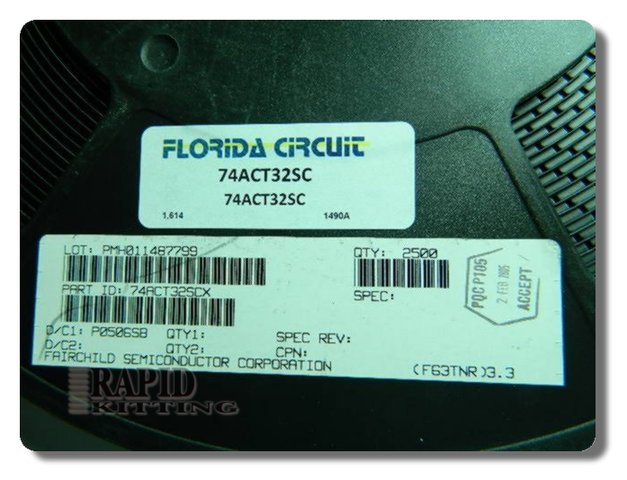 FLORIDA CIRCUIT
74ACT32SC
74ACT32SC
1,614 1490A
LOT: PMH011487799
QTY: 2500
PART ID: 74ACT32SCX
SPEC:
PQC P105
2 FEB 2005
ACCEPT
D/C1: P0506SB QTY1: SPEC REV:
D/C2: QTY2: CPN:
FAIRCHILD SEMICONDUCTOR CORPORATION (F63TNR)3.3
RAPID
KITTING